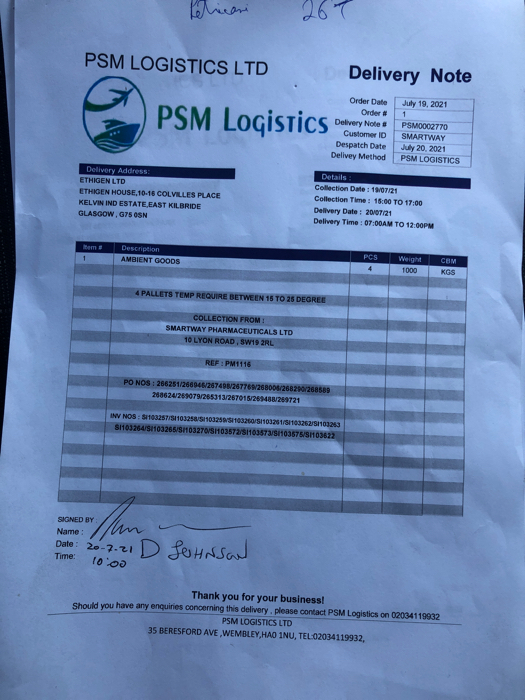 26T
PSM LOGISTICS LTD
Delivery Note
PSM Logistics
Order Date July 19, 2021
Order # 1
Delivery Note # PSM0002770
Customer ID SMARTWAY
Despatch Date July 20, 2021
Delivey Method PSM LOGISTICS
Delivery Address:
ETHIGEN LTD
ETHIGEN HOUSE,10-16 COLVILLES PLACE
KELVIN IND ESTATE,EAST KILBRIDE
GLASGOW , G75 0SN
Details :
Collection Date : 19/07/21
Collection Time : 15:00 TO 17:00
Delivery Date : 20/07/21
Delivery Time : 07:00AM TO 12:00PM
Item # Description PCS Weight CBM
1 AMBIENT GOODS 4 1000 KGS
4 PALLETS TEMP REQUIRE BETWEEN 15 TO 25 DEGREE
COLLECTION FROM :
SMARTWAY PHARMACEUTICALS LTD
10 LYON ROAD , SW19 2RL
REF : PM1116
PO NOS : 266251/266946/267498/267769/268006/268290/268585
268624/269079/265313/267015/269488/269721
INV NOS : SI103257/SI103258/SI103259/SI103260/SI103261/SI103262/SI103263
SI103264/SI103265/SI103270/SI103572/SI103573/SI103575/SI103622
SIGNED BY
Name :
Date : 20-7-21 D JOHNSON
Time: 10:00
Thank you for your business!
Should you have any enquiries concerning this delivery , please contact PSM Logistics on 02034119932
PSM LOGISTICS LTD
35 BERESFORD AVE ,WEMBLEY,HA0 1NU, TEL:02034119932,